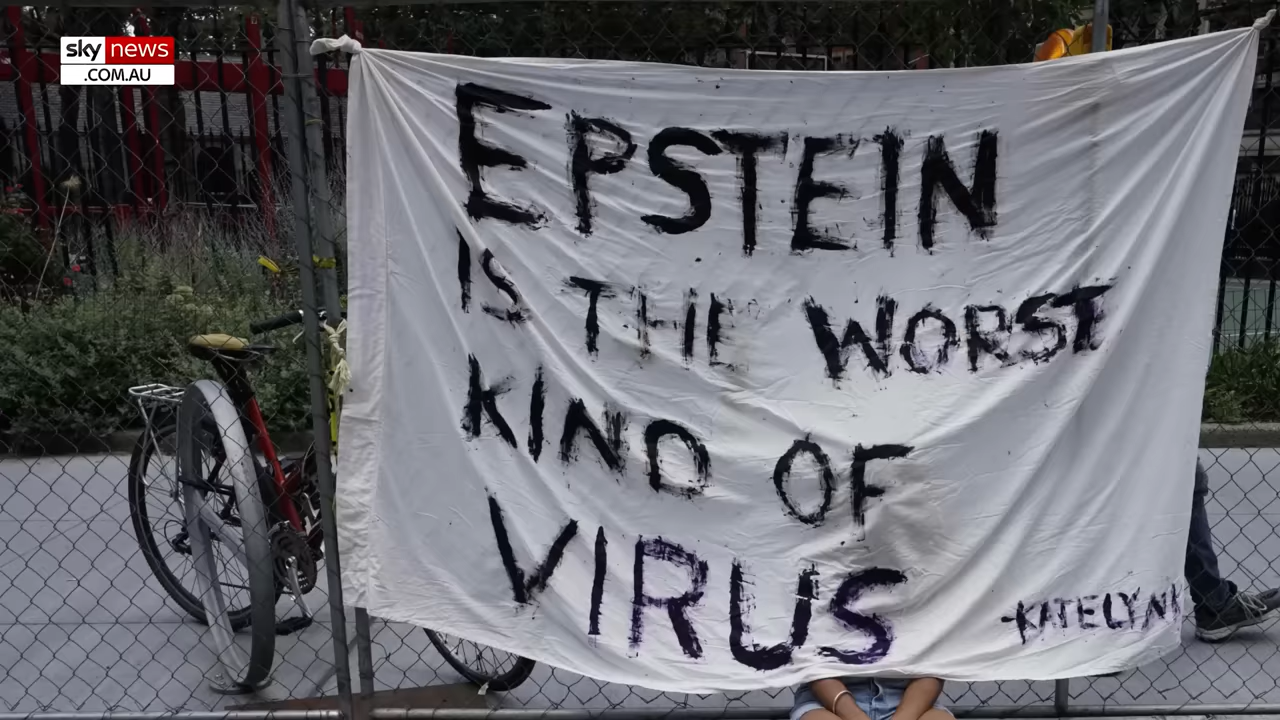 sky news
.COM.AU
EPSTEIN
IS THE WORST
KIND OF
VIRUS
-KATELYNN